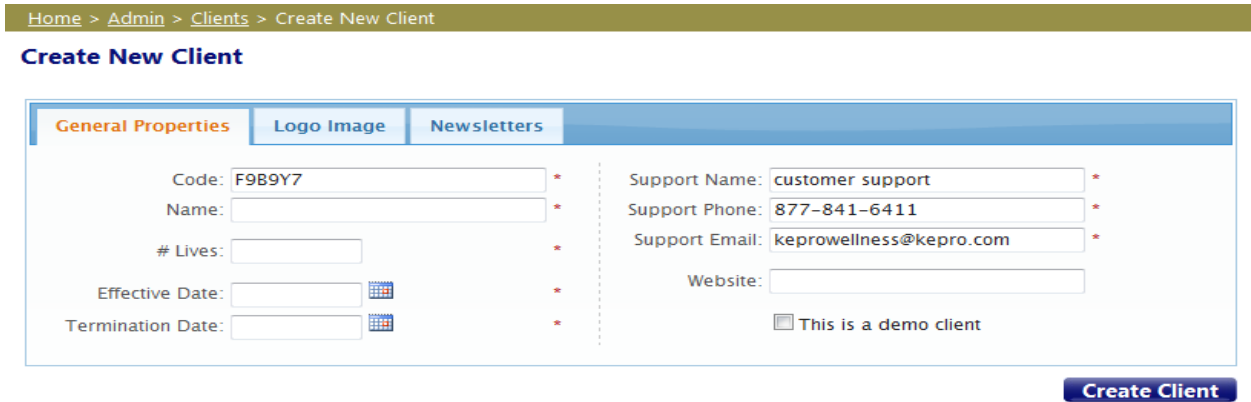 Home > Admin > Clients > Create New Client
Create New Client
General Properties
Logo Image
Newsletters
Code: F9B9Y7 *
Name: *
# Lives: *
Effective Date: *
Termination Date: *
Support Name: customer support *
Support Phone: 877-841-6411 *
Support Email: keprowellness@kepro.com *
Website:
This is a demo client
Create Client